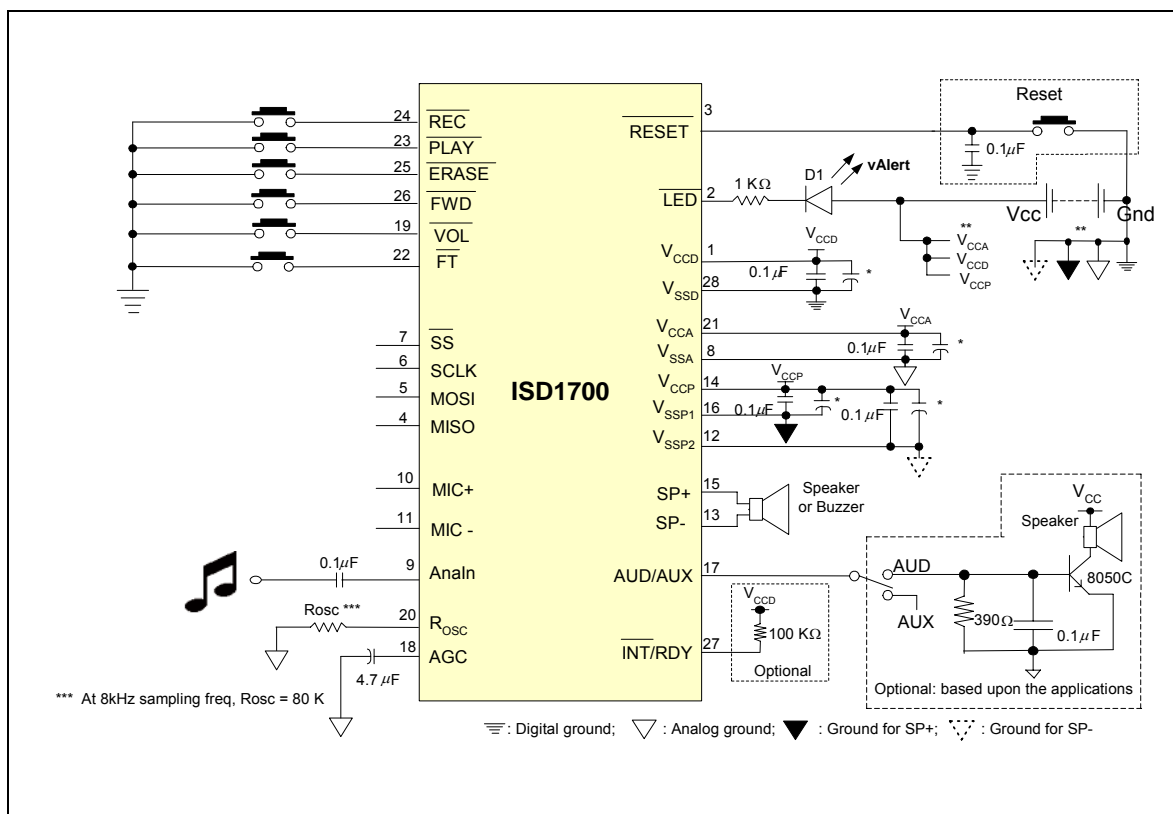 24
REC
23
PLAY
25
ERASE
26
FWD
19
VOL
22
FT
7
SS
6
SCLK
5
MOSI
4
MISO
10
MIC+
11
MIC -
0.1μF
9
AnaIn
Rosc ***
20
ROSC
18
AGC
4.7 μF
*** At 8kHz sampling freq, Rosc = 80 K
ISD1700
3
RESET
Reset
0.1μF
2
LED
1 KΩ
D1
vAlert
Vcc
Gnd
**
VCCA
VCCD
VCCP
**
1
VCCD
VCCD
0.1μF
*
28
VSSD
21
VCCA
VCCA
0.1μF
*
8
VSSA
14
VCCP
VCCP
16
VSSP1
0.1μF
*
0.1μF
*
12
VSSP2
15
SP+
13
SP-
Speaker
or Buzzer
17
AUD/AUX
AUD
AUX
VCC
Speaker
8050C
390Ω
0.1μF
Optional: based upon the applications
VCCD
100 KΩ
27
INT/RDY
Optional
: Digital ground; : Analog ground; : Ground for SP+; : Ground for SP-